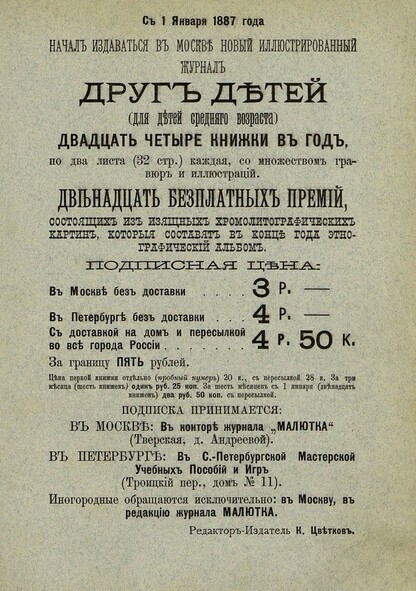 Съ 1 Января 1887 года
НАЧАЛЪ ИЗДАВАТЬСЯ ВЪ МОСКВѢ НОВЫЙ ИЛЛЮСТРИРОВАННЫЙ
ЖУРНАЛЪ
ДРУГЪ ДѢТЕЙ
(для дѣтей средняго возраста)
ДВАДЦАТЬ ЧЕТЫРЕ КНИЖКИ ВЪ ГОДЪ,
по два листа (32 стр.) каждая, со множествомъ гра-
вюръ и иллюстрацій.
ДВѢНАДЦАТЬ БЕЗПЛАТНЫХЪ ПРЕМІЙ,
СОСТОЯЩИХЪ ИЗЪ ИЗЯЩНЫХЪ ХРОМОЛИТОГРАФИЧЕСКИХЪ
КАРТИНЪ, КОТОРЫЯ СОСТАВЯТЪ ВЪ КОНЦѢ ГОДА ЭТНО-
ГРАФИЧЕСКІЙ АЛЬБОМЪ.
ПОДПИСНАЯ ЦѢНА:
Въ Москвѣ безъ доставки . . . . . 3 Р. —
Въ Петербургѣ безъ доставки . . . . 4 Р. —
Съ доставкой на домъ и пересылкой
во всѣ города Россіи . . . . . . 4 Р. 50 К.
За границу ПЯТЬ рублей.
Цѣна первой книжки отдѣльно (пробный нумеръ) 20 к., съ пересылкой. 28 к. За три
мѣсяца (шесть книжекъ) одинъ руб. 25 коп. За шесть мѣсяцевъ съ 1 января (двѣнадцать
книжекъ) два руб. 50 коп. съ пересылкой.
ПОДПИСКА ПРИНИМАЕТСЯ:
ВЪ МОСКВѢ: Въ конторѣ журнала „МАЛЮТКА“
(Тверская, д. Андреевой).
ВЪ ПЕТЕРБУРГѢ: Въ С.-Петербургской Мастерской
Учебныхъ Пособій и Игръ
(Троицкій пер., домъ № 11).
Иногородные обращаются исключительно: въ Москву, въ
редакцію журнала МАЛЮТКА.
Редакторъ-Издатель К. Цвѣтковъ.